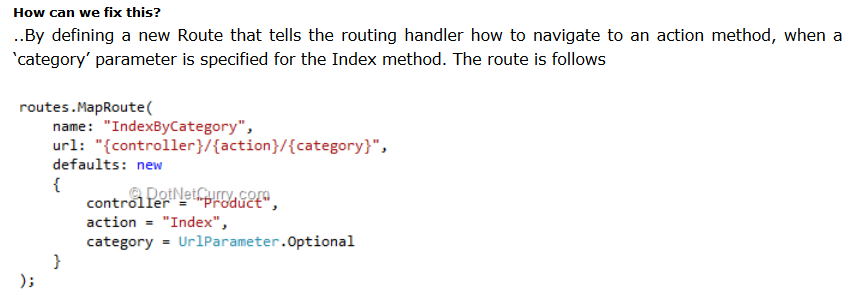 How can we fix this?
..By defining a new Route that tells the routing handler how to navigate to an action method, when a
‘category’ parameter is specified for the Index method. The route is follows
routes.MapRoute(
name: "IndexByCategory",
url: "{controller}/{action}/{category}",
defaults: new
{
© DotNetCurry.com
controller = "Product",
action = "Index",
category = UrlParameter.Optional
}
);